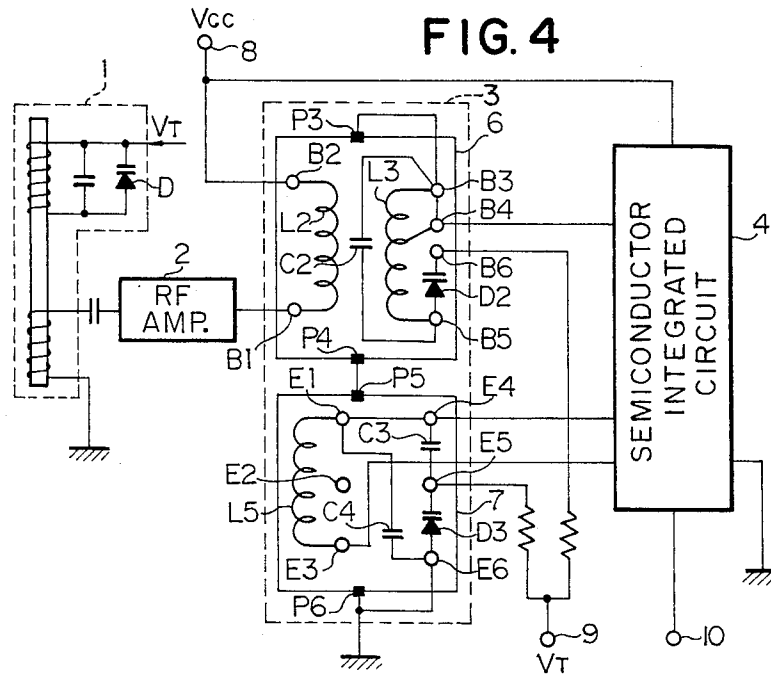 FIG. 4
Vcc
8
1
3
P3
6
VT
D
B2
L3
B3
B4
4
L2
C2
B6
D2
B5
2
RF
AMP.
B1
P4
SEMICONDUCTOR
INTEGRATED
CIRCUIT
P5
E1
E4
C3
E5
E2
7
L5
C4
D3
E3
E6
P6
9
VT
10